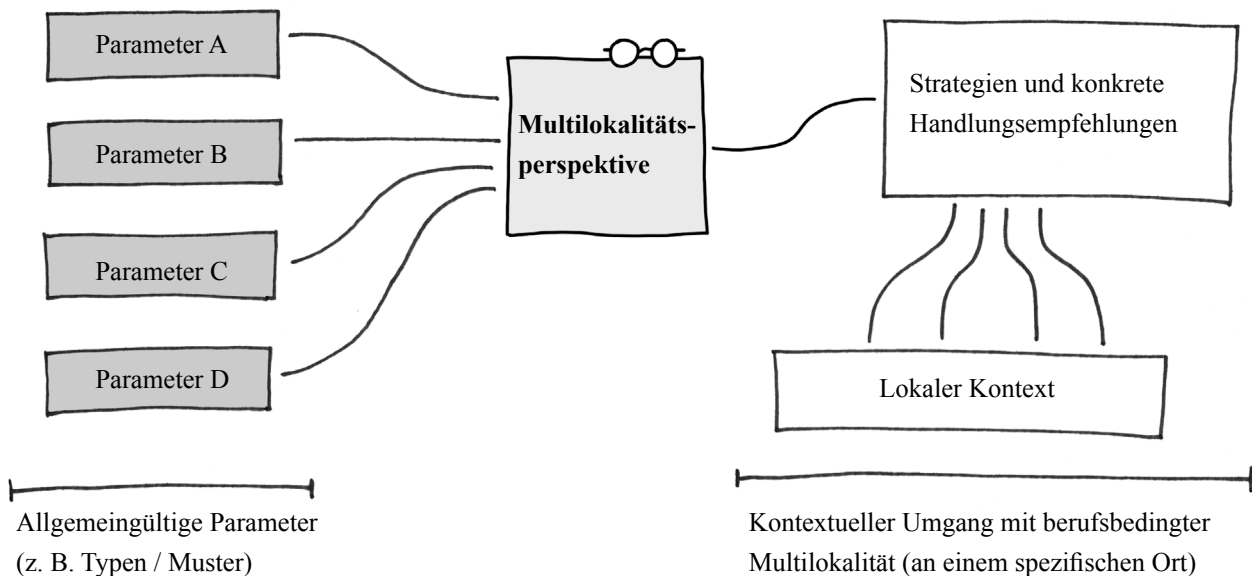 Parameter A
Parameter B
Parameter C
Parameter D
Multilokalitäts-
perspektive
Strategien und konkrete
Handlungsempfehlungen
Lokaler Kontext
Allgemeingültige Parameter
(z. B. Typen / Muster)
Kontextueller Umgang mit berufsbedingter
Multilokalität (an einem spezifischen Ort)